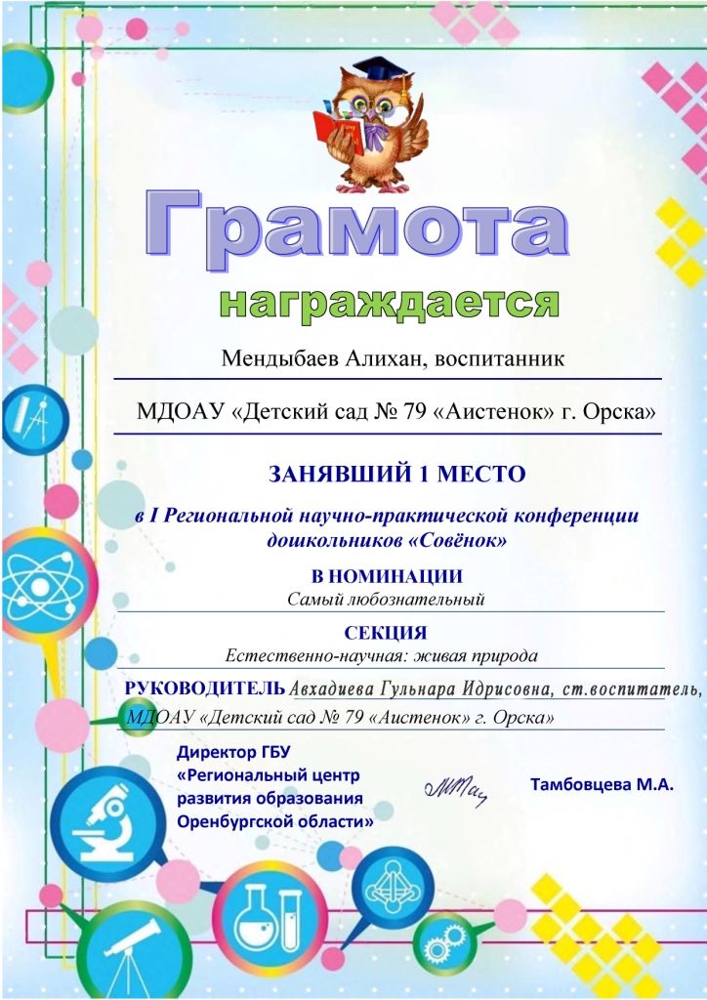 Грамота
награждается
Мендыбаев Алихан, воспитанник
МДОАУ «Детский сад № 79 «Аистенок» г. Орска»
ЗАНЯВШИЙ 1 МЕСТО
в I Региональной научно-практической конференции
дошкольников «Совёнок»
В НОМИНАЦИИ
Самый любознательный
СЕКЦИЯ
Естественно-научная: живая природа
РУКОВОДИТЕЛЬ Авхадиева Гульнара Идрисовна, ст.воспитатель,
МДОАУ «Детский сад № 79 «Аистенок» г. Орска»
Директор ГБУ
«Региональный центр
развития образования
Оренбургской области»
Тамбовцева М.А.